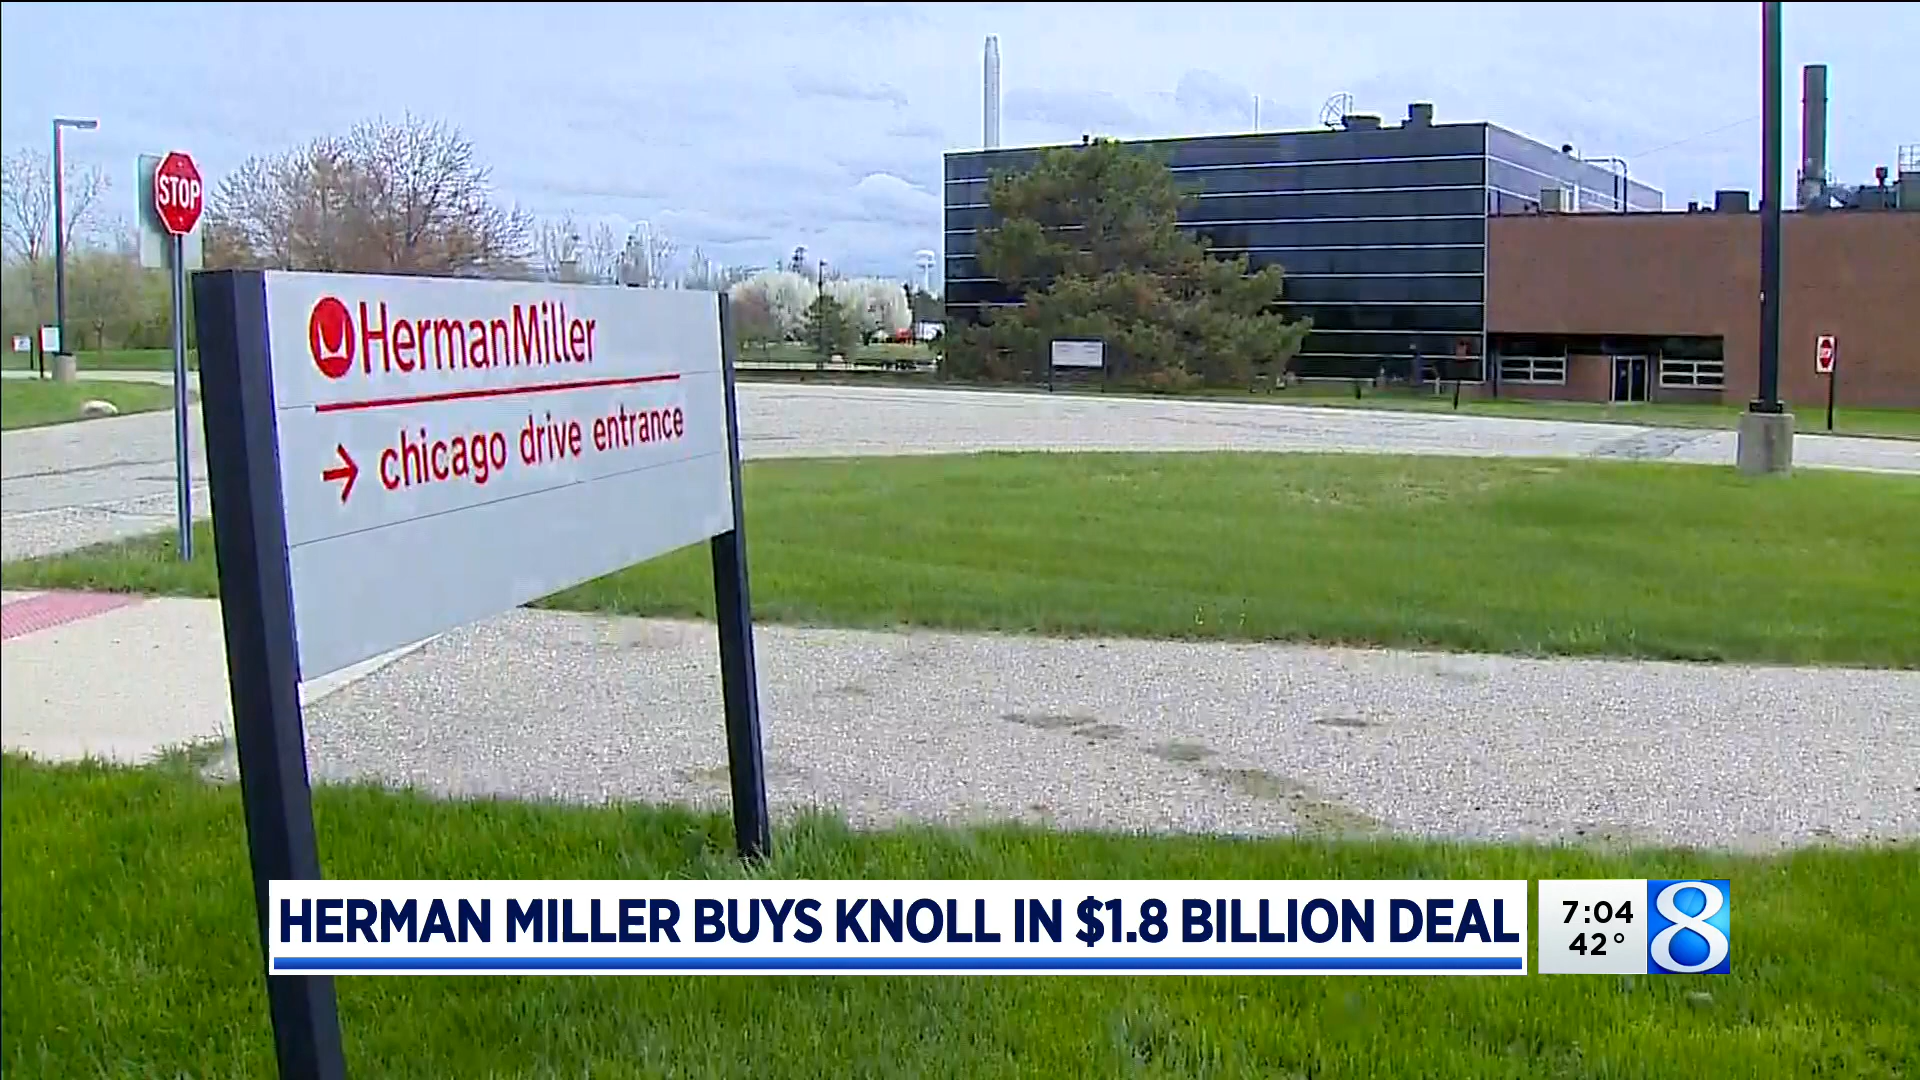 STOP
HermanMiller
→ chicago drive entrance
HERMAN MILLER BUYS KNOLL IN $1.8 BILLION DEAL
7:04
42°
8